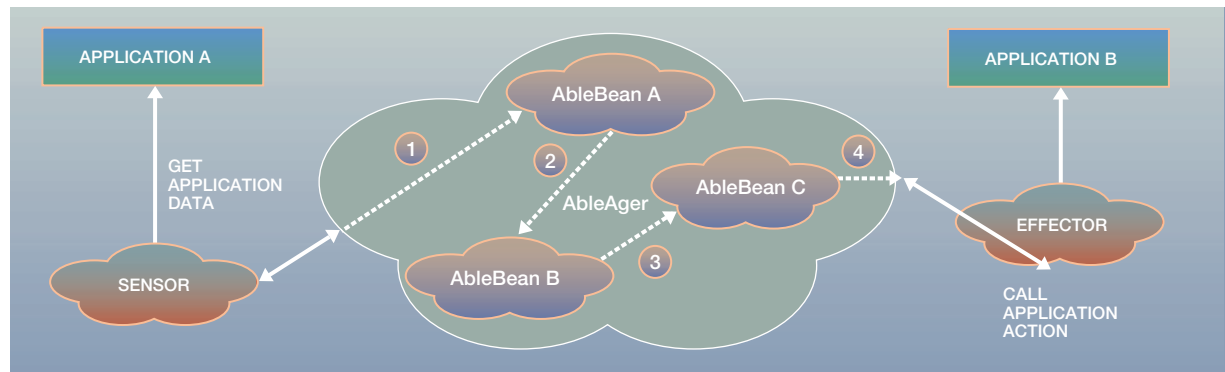 APPLICATION A
APPLICATION B
AbleBean A
1
2
4
GET
APPLICATION
DATA
AbleBean C
AbleAger
EFFECTOR
SENSOR
AbleBean B
3
CALL
APPLICATION
ACTION